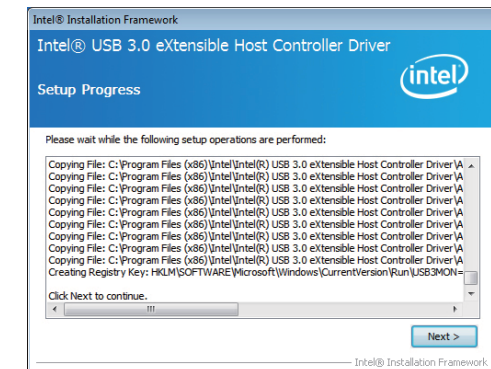 Intel® Installation Framework
Intel® USB 3.0 eXtensible Host Controller Driver
intel
Setup Progress
Please wait while the following setup operations are performed:
Copying File: C:\Program Files (x86)\Intel\Intel(R) USB 3.0 eXtensible Host Controller Driver\A
Copying File: C:\Program Files (x86)\Intel\Intel(R) USB 3.0 eXtensible Host Controller Driver\A
Copying File: C:\Program Files (x86)\Intel\Intel(R) USB 3.0 eXtensible Host Controller Driver\A
Copying File: C:\Program Files (x86)\Intel\Intel(R) USB 3.0 eXtensible Host Controller Driver\A
Copying File: C:\Program Files (x86)\Intel\Intel(R) USB 3.0 eXtensible Host Controller Driver\A
Copying File: C:\Program Files (x86)\Intel\Intel(R) USB 3.0 eXtensible Host Controller Driver\A
Copying File: C:\Program Files (x86)\Intel\Intel(R) USB 3.0 eXtensible Host Controller Driver\A
Copying File: C:\Program Files (x86)\Intel\Intel(R) USB 3.0 eXtensible Host Controller Driver\A
Copying File: C:\Program Files (x86)\Intel\Intel(R) USB 3.0 eXtensible Host Controller Driver\A
Creating Registry Key: HKLM\SOFTWARE\Microsoft\Windows\CurrentVersion\Run\USB3MON=
Click Next to continue.
Next >
Intel® Installation Framework